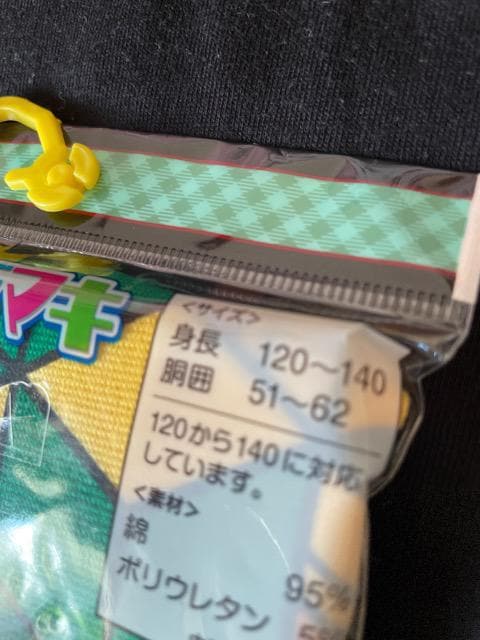 マキ
<サイズ>
身長 120～140
胴囲 51～62
120から140に対応
しています。
<素材>
綿 95%
ポリウレタン 5%